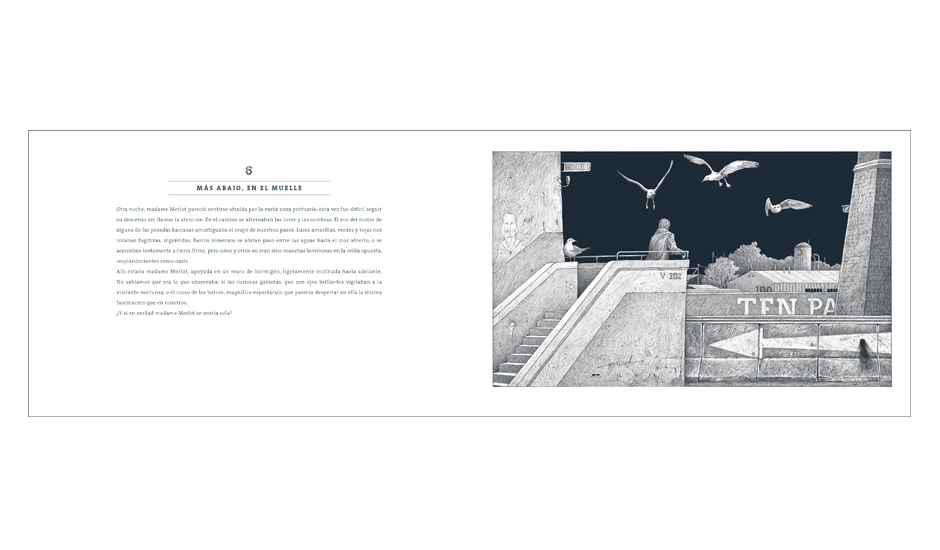 6
MÁS ABAJO, EN EL MUELLE
Otra noche, madame Merlot pareció sentirse atraída por la vasta zona portuaria, esta vez fue difícil seguir
su descenso sin llamar la atención. En el camino se alternaban las luces y las sombras. El eco del motor de
alguna de las pesadas barcazas amortiguaba el crujir de nuestros pasos. Luces amarillas, verdes y rojas nos
rozaban fugitivas, ingrávidas. Barcos inmensos se abrían paso entre las aguas hacia el mar abierto, o se
acercaban lentamente a tierra firme, pero unos y otros no eran sino manchas luminosas en la orilla opuesta,
resplandecientes como oasis.
Allí estaba madame Merlot, apoyada en un muro de hormigón, ligeramente inclinada hacia adelante.
No sabíamos qué era lo que observaba: si las curiosas gaviotas, que con ojos brillantes vigilaban a la
visitante nocturna, o el curso de los barcos, magnífico espectáculo que parecía despertar en ella la misma
fascinación que en nosotros.
¿Y si en verdad madame Merlot se sentía sola?
V 20
100
TEN PA